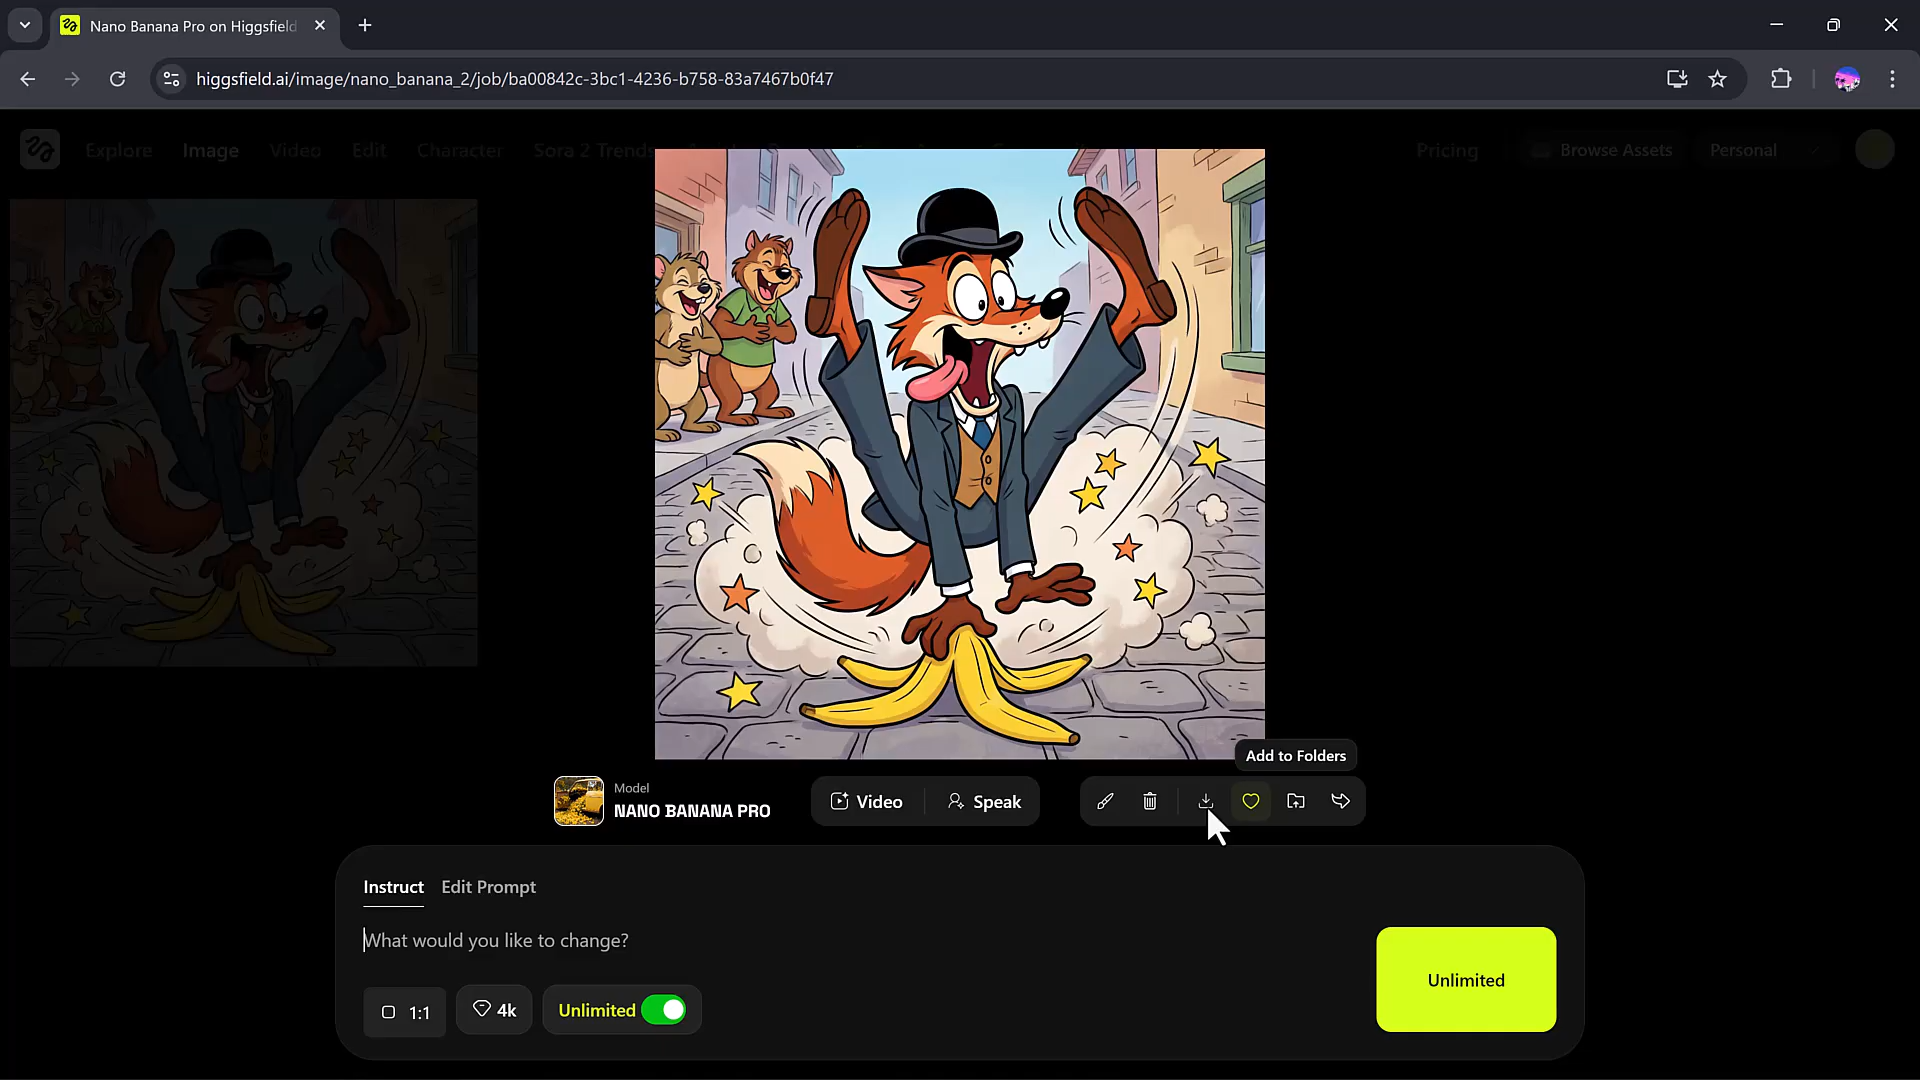 Nano Banana Pro on Higgsfield
higgsfield.ai/image/nano_banana_2/job/ba00842c-3bc1-4236-b758-83a7467b0f47
Explore Image Video Edit Character Sora 2 Trends Pricing Browse Assets Personal
Add to Folders
Model
NANO BANANA PRO
Video Speak
Instruct Edit Prompt
What would you like to change?
Unlimited
1:1 4k Unlimited